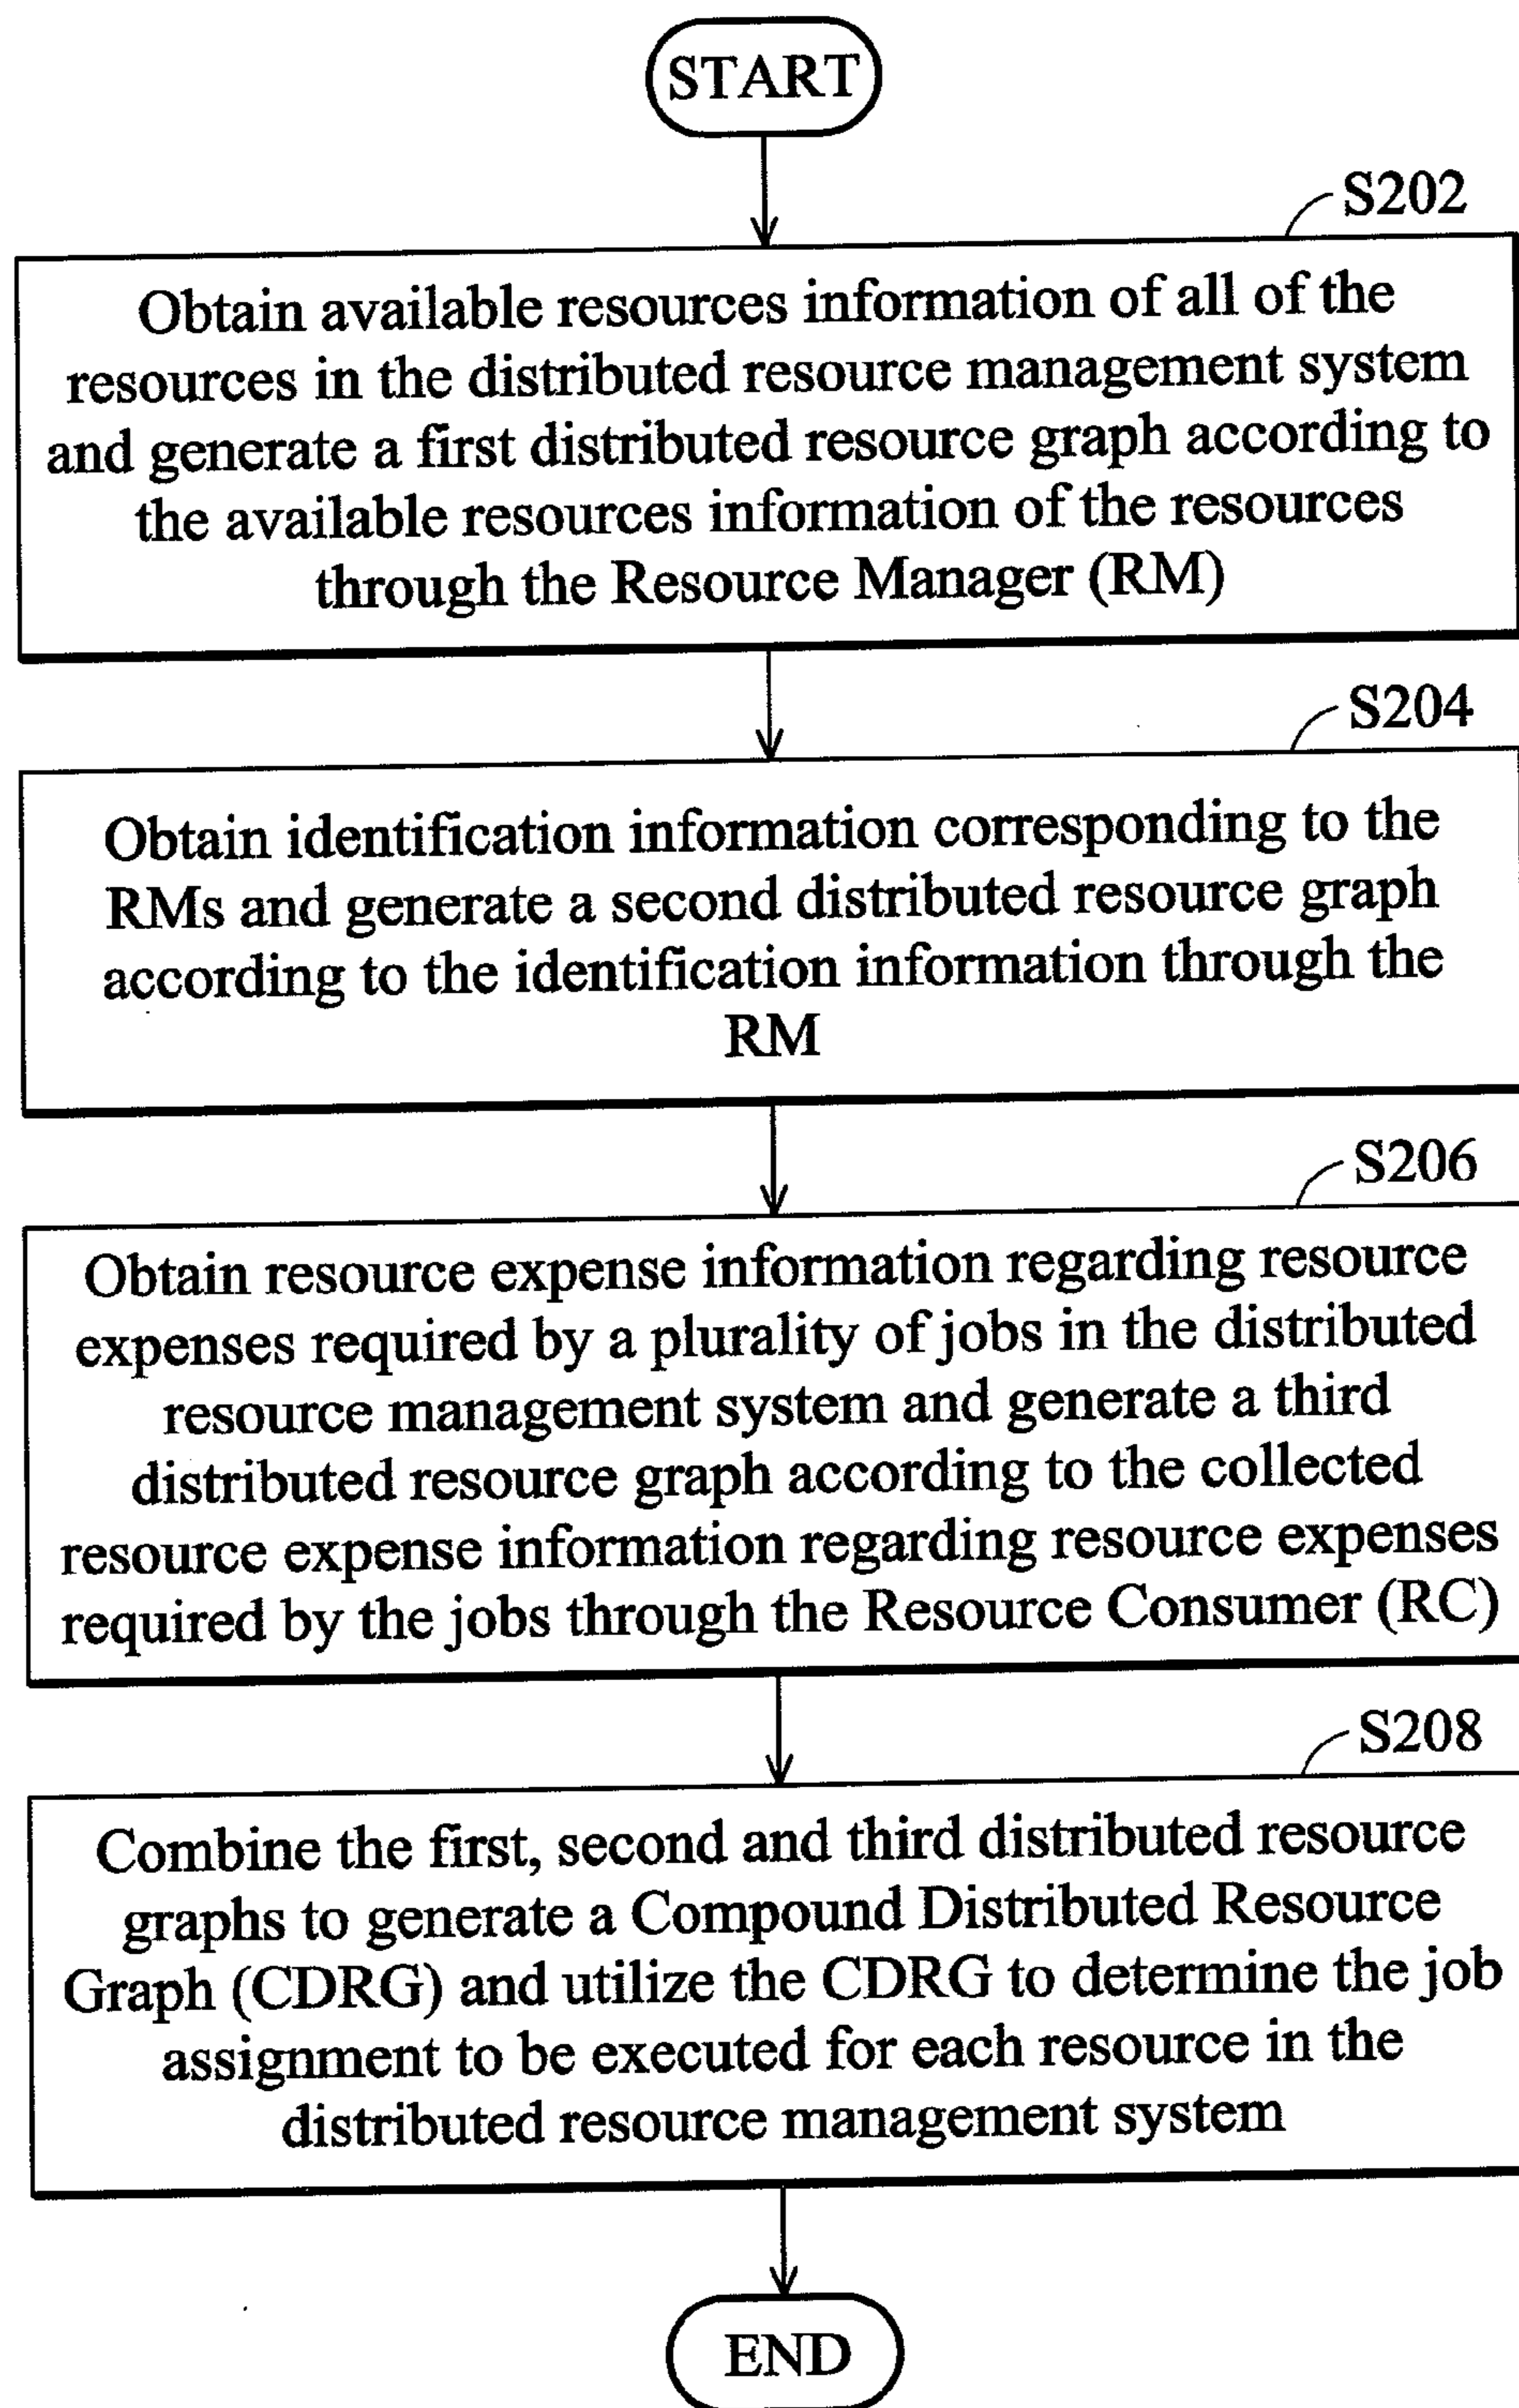 START
S202
Obtain available resources information of all of the
resources in the distributed resource management system
and generate a first distributed resource graph according to
the available resources information of the resources
through the Resource Manager (RM)
S204
Obtain identification information corresponding to the
RMs and generate a second distributed resource graph
according to the identification information through the
RM
S206
Obtain resource expense information regarding resource
expenses required by a plurality of jobs in the distributed
resource management system and generate a third
distributed resource graph according to the collected
resource expense information regarding resource expenses
required by the jobs through the Resource Consumer (RC)
S208
Combine the first, second and third distributed resource
graphs to generate a Compound Distributed Resource
Graph (CDRG) and utilize the CDRG to determine the job
assignment to be executed for each resource in the
distributed resource management system
END